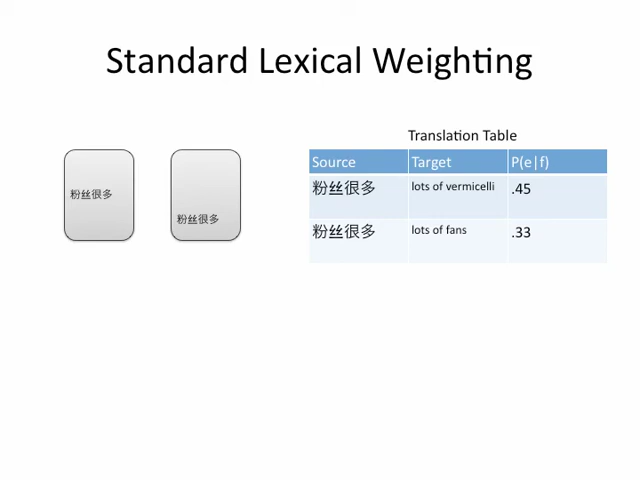 Standard Lexical Weighting
粉丝很多
粉丝很多
Translation Table
Source Target P(e|f)
粉丝很多 lots of vermicelli .45
粉丝很多 lots of fans .33